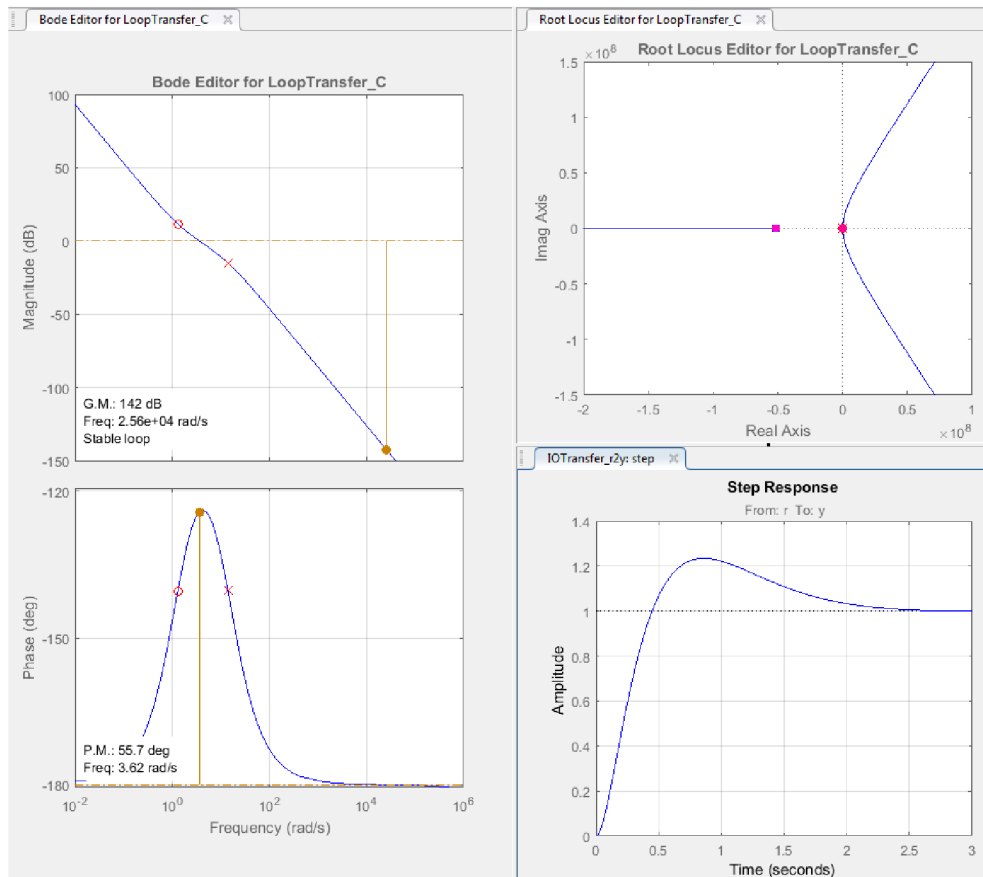 Bode Editor for LoopTransfer_C
Bode Editor for LoopTransfer_C
Magnitude (dB)
100
50
0
-50
-100
-150
G.M.: 142 dB
Freq: 2.56e+04 rad/s
Stable loop
Phase (deg)
-120
-150
-180
P.M.: 55.7 deg
Freq: 3.62 rad/s
10^-2 10^0 10^2 10^4 10^6
Frequency (rad/s)
Root Locus Editor for LoopTransfer_C
×10^8
Root Locus Editor for LoopTransfer_C
Imag Axis
1.5
1
0.5
0
-0.5
-1
-1.5
-2 -1.5 -1 -0.5 0 0.5 1
Real Axis
×10^8
IOTransfer_r2y: step
Step Response
From: r To: y
Amplitude
1.4
1.2
1
0.8
0.6
0.4
0.2
0
0 0.5 1 1.5 2 2.5 3
Time (seconds)